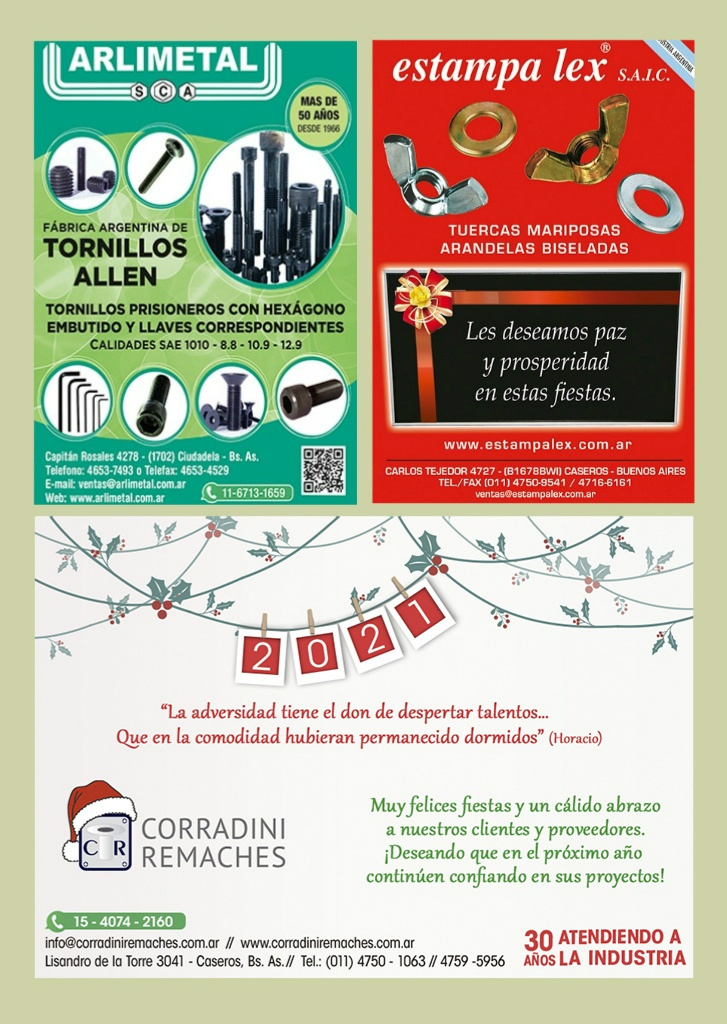 ARLIMETAL
S C A
MAS DE
50 AÑOS
DESDE 1966
FÁBRICA ARGENTINA DE
TORNILLOS
ALLEN
TORNILLOS PRISIONEROS CON HEXÁGONO
EMBUTIDO Y LLAVES CORRESPONDIENTES
CALIDADES SAE 1010 - 8.8 - 10.9 - 12.9
Capitán Rosales 4278 - (1702) Ciudadela - Bs. As.
Telefono: 4653-7493 o Telefax: 4653-4529
E-mail: ventas@arlimetal.com.ar
Web: www.arlimetal.com.ar
11-6713-1659
estampa lex® S.A.I.C.
INDUSTRIA ARGENTINA
TUERCAS MARIPOSAS
ARANDELAS BISELADAS
Les deseamos paz
y prosperidad
en estas fiestas.
www.estampalex.com.ar
CARLOS TEJEDOR 4727 - (B1678BWI) CASEROS - BUENOS AIRES
TEL./FAX (011) 4750-9541 / 4716-6161
ventas@estampalex.com.ar
2021
“La adversidad tiene el don de despertar talentos...
Que en la comodidad hubieran permanecido dormidos” (Horacio)
C R
CORRADINI
REMACHES
Muy felices fiestas y un cálido abrazo
a nuestros clientes y proveedores.
¡Deseando que en el próximo año
continúen confiando en sus proyectos!
15 - 4074 - 2160
info@corradiniremaches.com.ar // www.corradiniremaches.com.ar
Lisandro de la Torre 3041 - Caseros, Bs. As.// Tel.: (011) 4750 - 1063 // 4759 -5956
30 AÑOS
ATENDIENDO A
LA INDUSTRIA